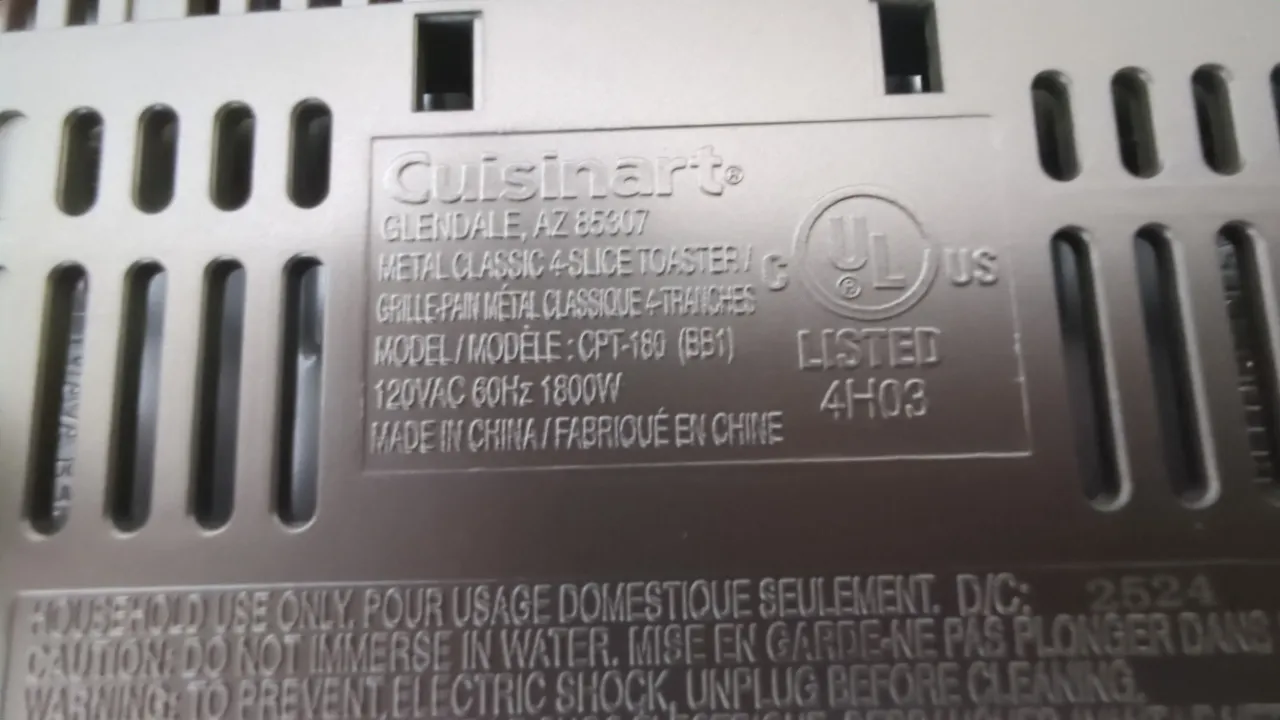 Cuisinart®
GLENDALE, AZ 85307
METAL CLASSIC 4-SLICE TOASTER /
GRILLE-PAIN MÉTAL CLASSIQUE 4-TRANCHES
MODEL / MODÈLE : CPT-180 (BB1)
120VAC 60Hz 1800W
MADE IN CHINA / FABRIQUÉ EN CHINE
C UL® US
LISTED
4H03
HOUSEHOLD USE ONLY. POUR USAGE DOMESTIQUE SEULEMENT. D/C: 2524
CAUTION: DO NOT IMMERSE IN WATER. MISE EN GARDE-NE PAS PLONGER DANS
WARNING: TO PREVENT ELECTRIC SHOCK, UNPLUG BEFORE CLEANING.